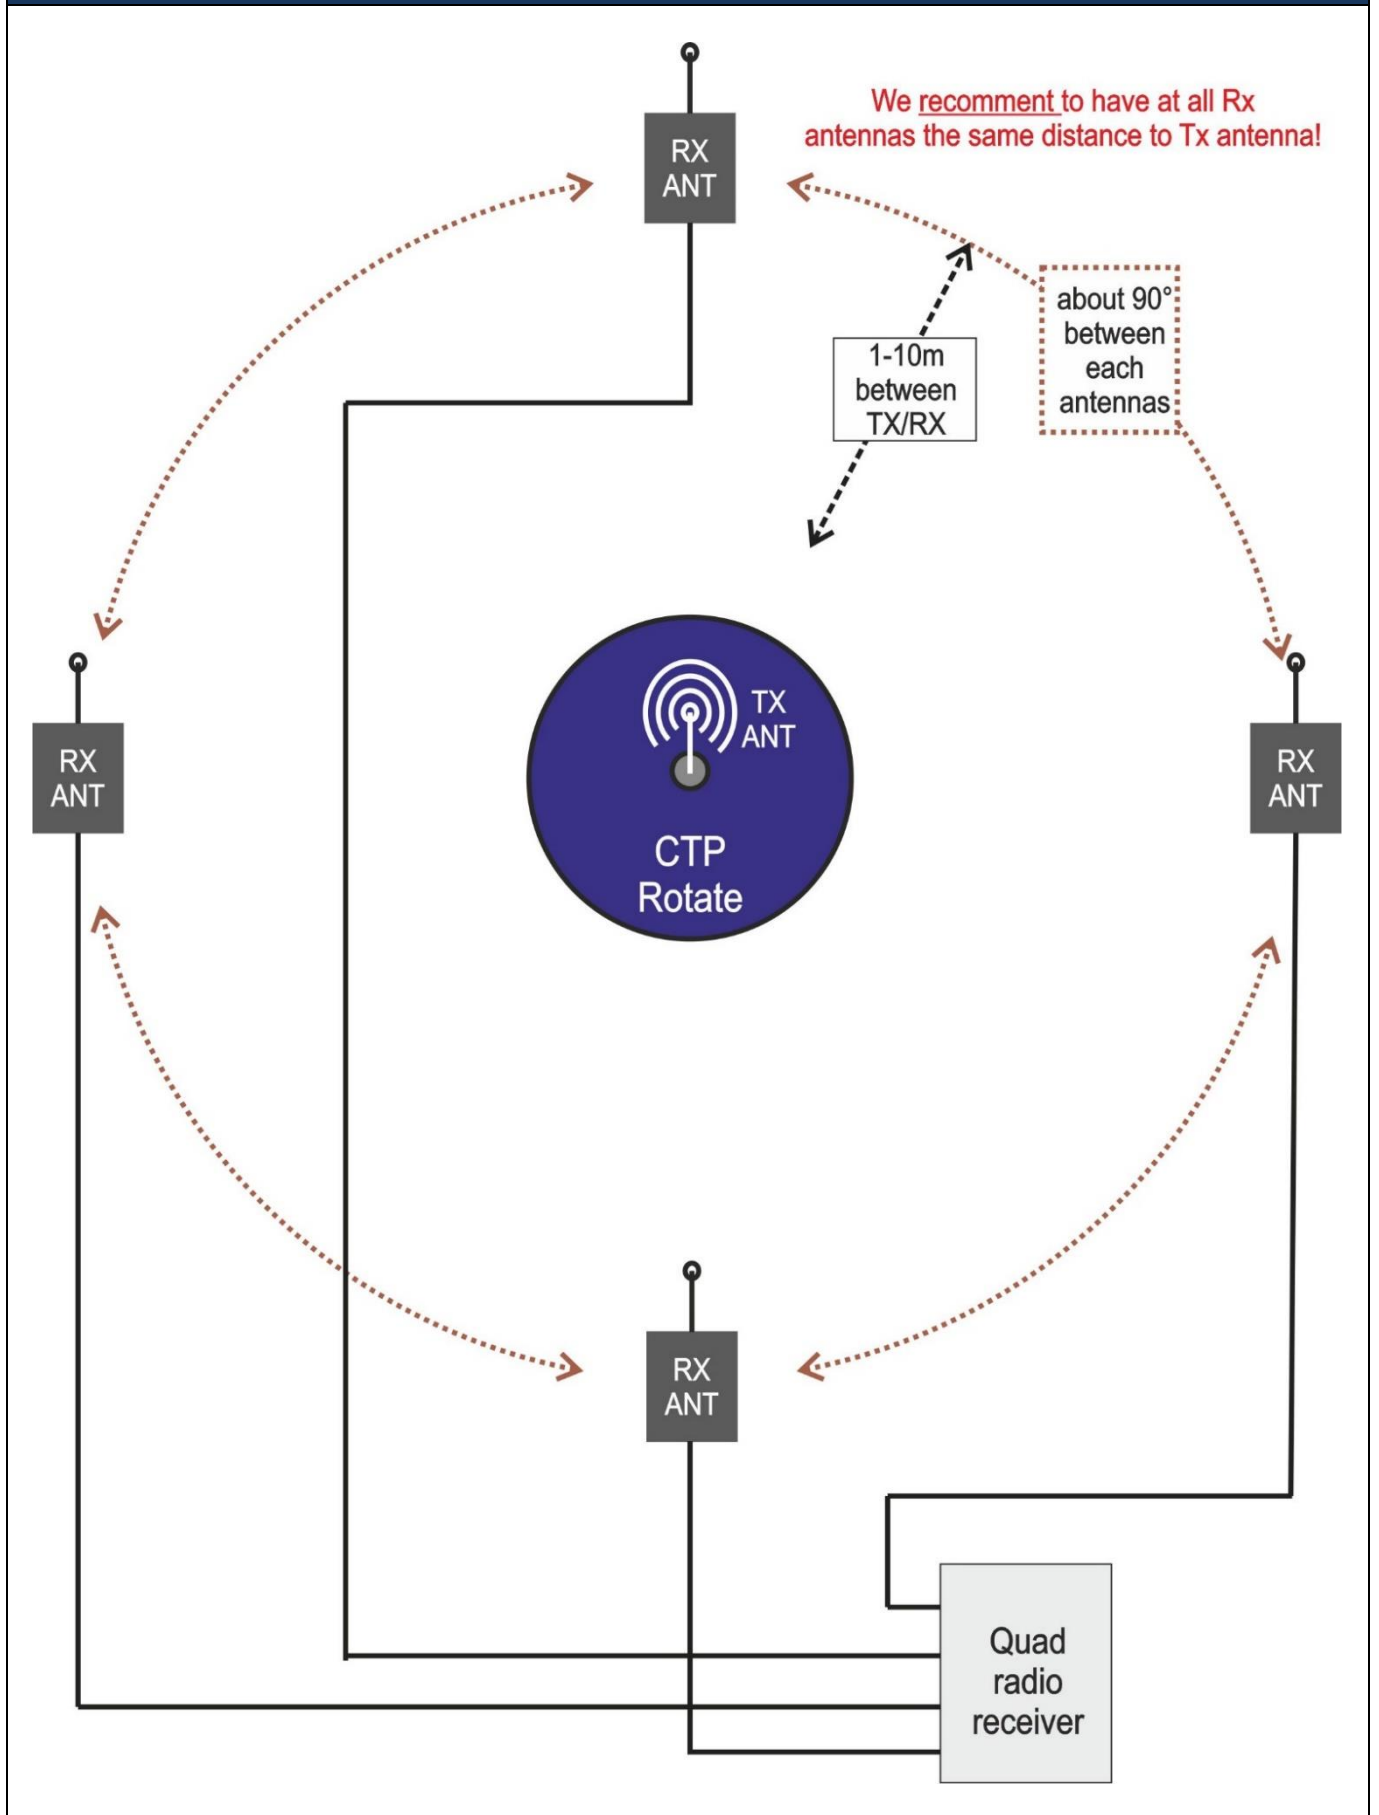 We recomment to have at all Rx
antennas the same distance to Tx antenna!
RX
ANT
about 90°
between
each
antennas
1-10m
between
TX/RX
TX
ANT
CTP
Rotate
RX
ANT
RX
ANT
RX
ANT
Quad
radio
receiver